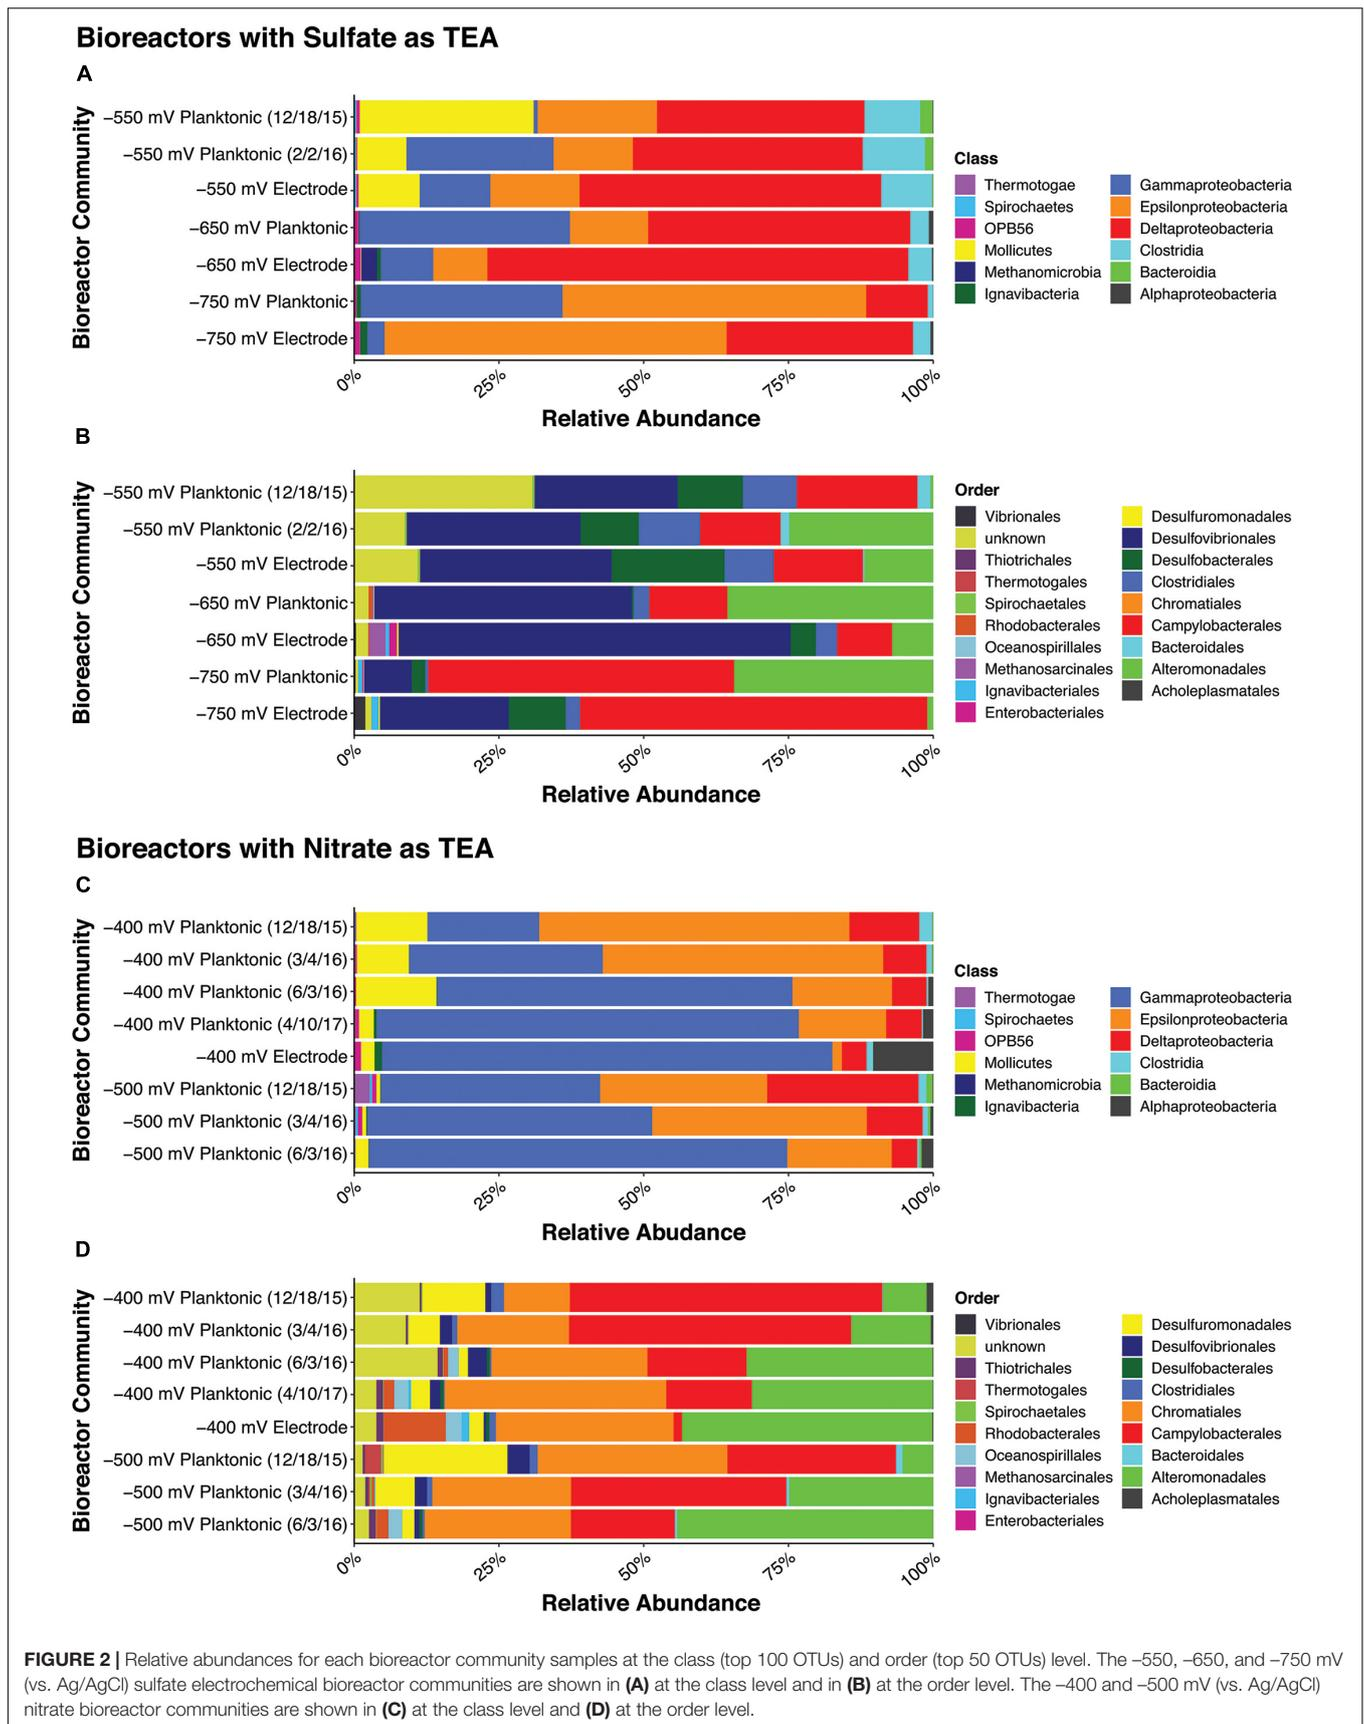 Bioreactors with Sulfate as TEA
A
Bioreactor Community
−550 mV Planktonic (12/18/15)
−550 mV Planktonic (2/2/16)
−550 mV Electrode
−650 mV Planktonic
−650 mV Electrode
−750 mV Planktonic
−750 mV Electrode
0% 25% 50% 75% 100%
Relative Abundance
Class
Thermotogae Gammaproteobacteria
Spirochaetes Epsilonproteobacteria
OPB56 Deltaproteobacteria
Mollicutes Clostridia
Methanomicrobia Bacteroidia
Ignavibacteria Alphaproteobacteria
B
Bioreactor Community
−550 mV Planktonic (12/18/15)
−550 mV Planktonic (2/2/16)
−550 mV Electrode
−650 mV Planktonic
−650 mV Electrode
−750 mV Planktonic
−750 mV Electrode
0% 25% 50% 75% 100%
Relative Abundance
Order
Vibrionales Desulfuromonadales
unknown Desulfovibrionales
Thiotrichales Desulfobacterales
Thermotogales Clostridiales
Spirochaetales Chromatiales
Rhodobacterales Campylobacterales
Oceanospirillales Bacteroidales
Methanosarcinales Alteromonadales
Ignavibacteriales Acholeplasmatales
Enterobacteriales
Bioreactors with Nitrate as TEA
C
Bioreactor Community
−400 mV Planktonic (12/18/15)
−400 mV Planktonic (3/4/16)
−400 mV Planktonic (6/3/16)
−400 mV Planktonic (4/10/17)
−400 mV Electrode
−500 mV Planktonic (12/18/15)
−500 mV Planktonic (3/4/16)
−500 mV Planktonic (6/3/16)
0% 25% 50% 75% 100%
Relative Abudance
Class
Thermotogae Gammaproteobacteria
Spirochaetes Epsilonproteobacteria
OPB56 Deltaproteobacteria
Mollicutes Clostridia
Methanomicrobia Bacteroidia
Ignavibacteria Alphaproteobacteria
D
Bioreactor Community
−400 mV Planktonic (12/18/15)
−400 mV Planktonic (3/4/16)
−400 mV Planktonic (6/3/16)
−400 mV Planktonic (4/10/17)
−400 mV Electrode
−500 mV Planktonic (12/18/15)
−500 mV Planktonic (3/4/16)
−500 mV Planktonic (6/3/16)
0% 25% 50% 75% 100%
Relative Abundance
Order
Vibrionales Desulfuromonadales
unknown Desulfovibrionales
Thiotrichales Desulfobacterales
Thermotogales Clostridiales
Spirochaetales Chromatiales
Rhodobacterales Campylobacterales
Oceanospirillales Bacteroidales
Methanosarcinales Alteromonadales
Ignavibacteriales Acholeplasmatales
Enterobacteriales
FIGURE 2 | Relative abundances for each bioreactor community samples at the class (top 100 OTUs) and order (top 50 OTUs) level. The –550, –650, and –750 mV
(vs. Ag/AgCl) sulfate electrochemical bioreactor communities are shown in (A) at the class level and in (B) at the order level. The –400 and –500 mV (vs. Ag/AgCl)
nitrate bioreactor communities are shown in (C) at the class level and (D) at the order level.